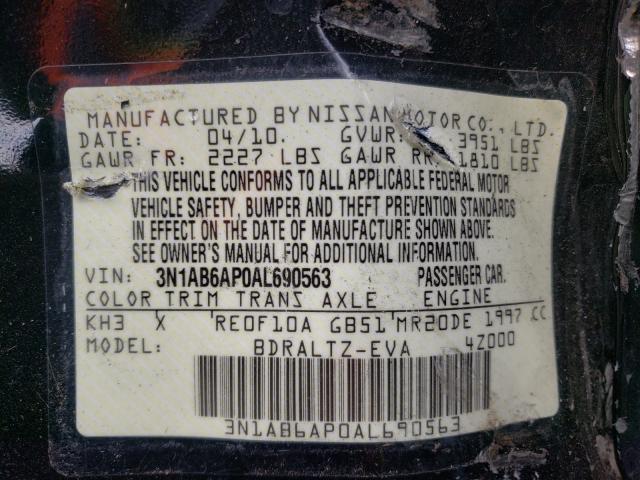 MANUFACTURED BY NISSAN MOTOR CO., LTD.
DATE: 04/10. GVWR: 3951 LBS
GAWR FR: 2227 LBS GAWR RR: 1810 LBS
THIS VEHICLE CONFORMS TO ALL APPLICABLE FEDERAL MOTOR
VEHICLE SAFETY, BUMPER AND THEFT PREVENTION STANDARDS
IN EFFECT ON THE DATE OF MANUFACTURE SHOWN ABOVE.
SEE OWNER'S MANUAL FOR ADDITIONAL INFORMATION.
VIN: 3N1AB6AP0AL690563 PASSENGER CAR.
COLOR TRIM TRANS AXLE ENGINE
KH3 X RE0F10A GB51 MR20DE 1997 CC
BDRALTZ-EVA 4Z000
3N1AB6AP0AL690563